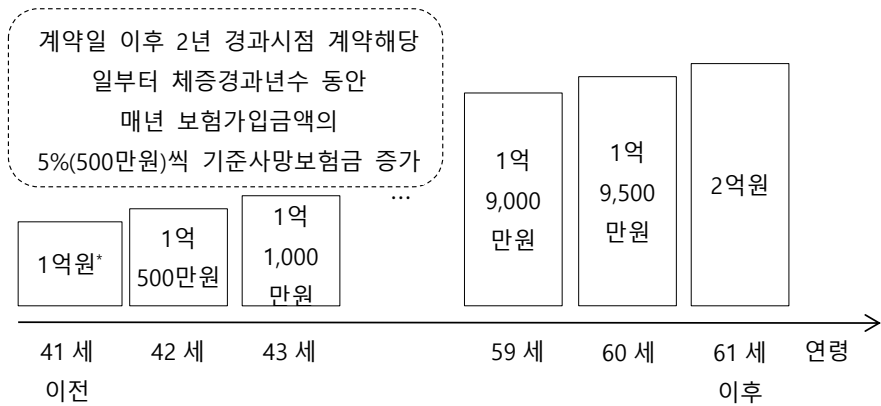 계약일 이후 2년 경과시점 계약해당
일부터 체증경과년수 동안
매년 보험가입금액의
5%(500만원)씩 기준사망보험금 증가
...
1억원*
1억
500만원
1억
1,000
만원
1억
9,000
만원
1억
9,500
만원
2억원
41 세
이전
42 세
43 세
59 세
60 세
61 세
이후
연령